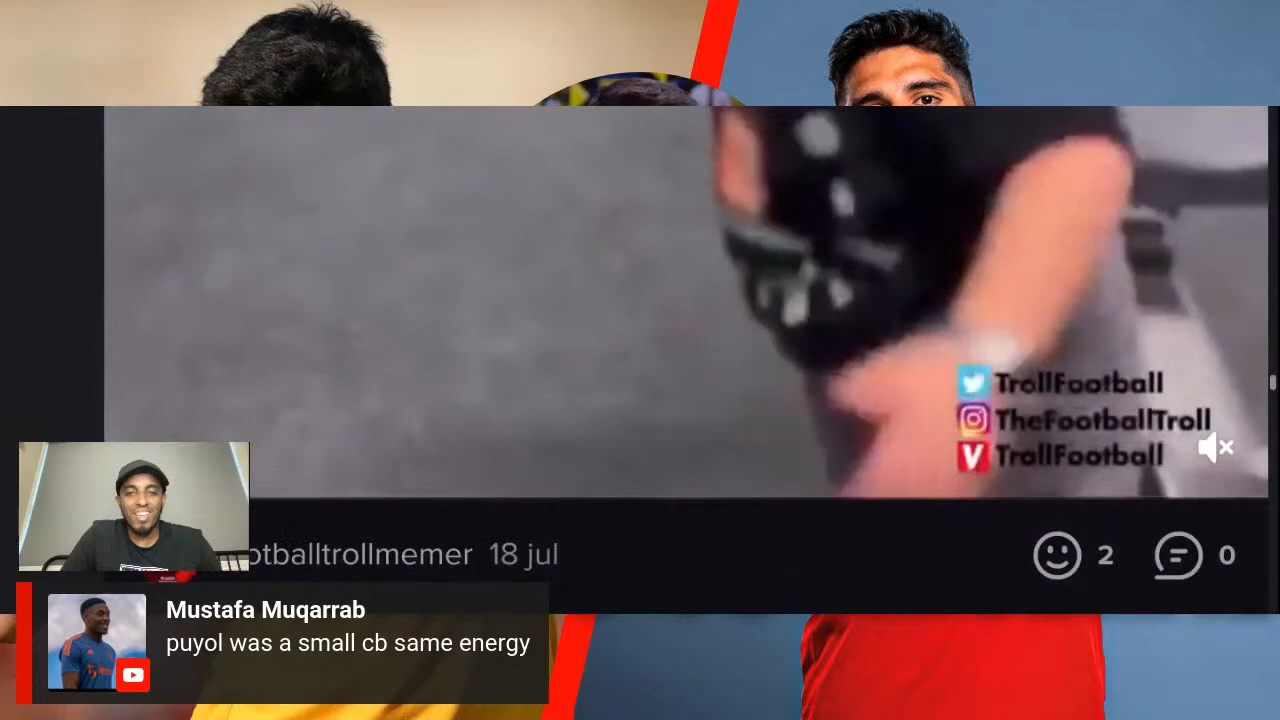 TrollFootball
TheFootballTroll
V TrollFootball
otballtrollmemer 18 jul
2
0
Mustafa Muqarrab
puyol was a small cb same energy